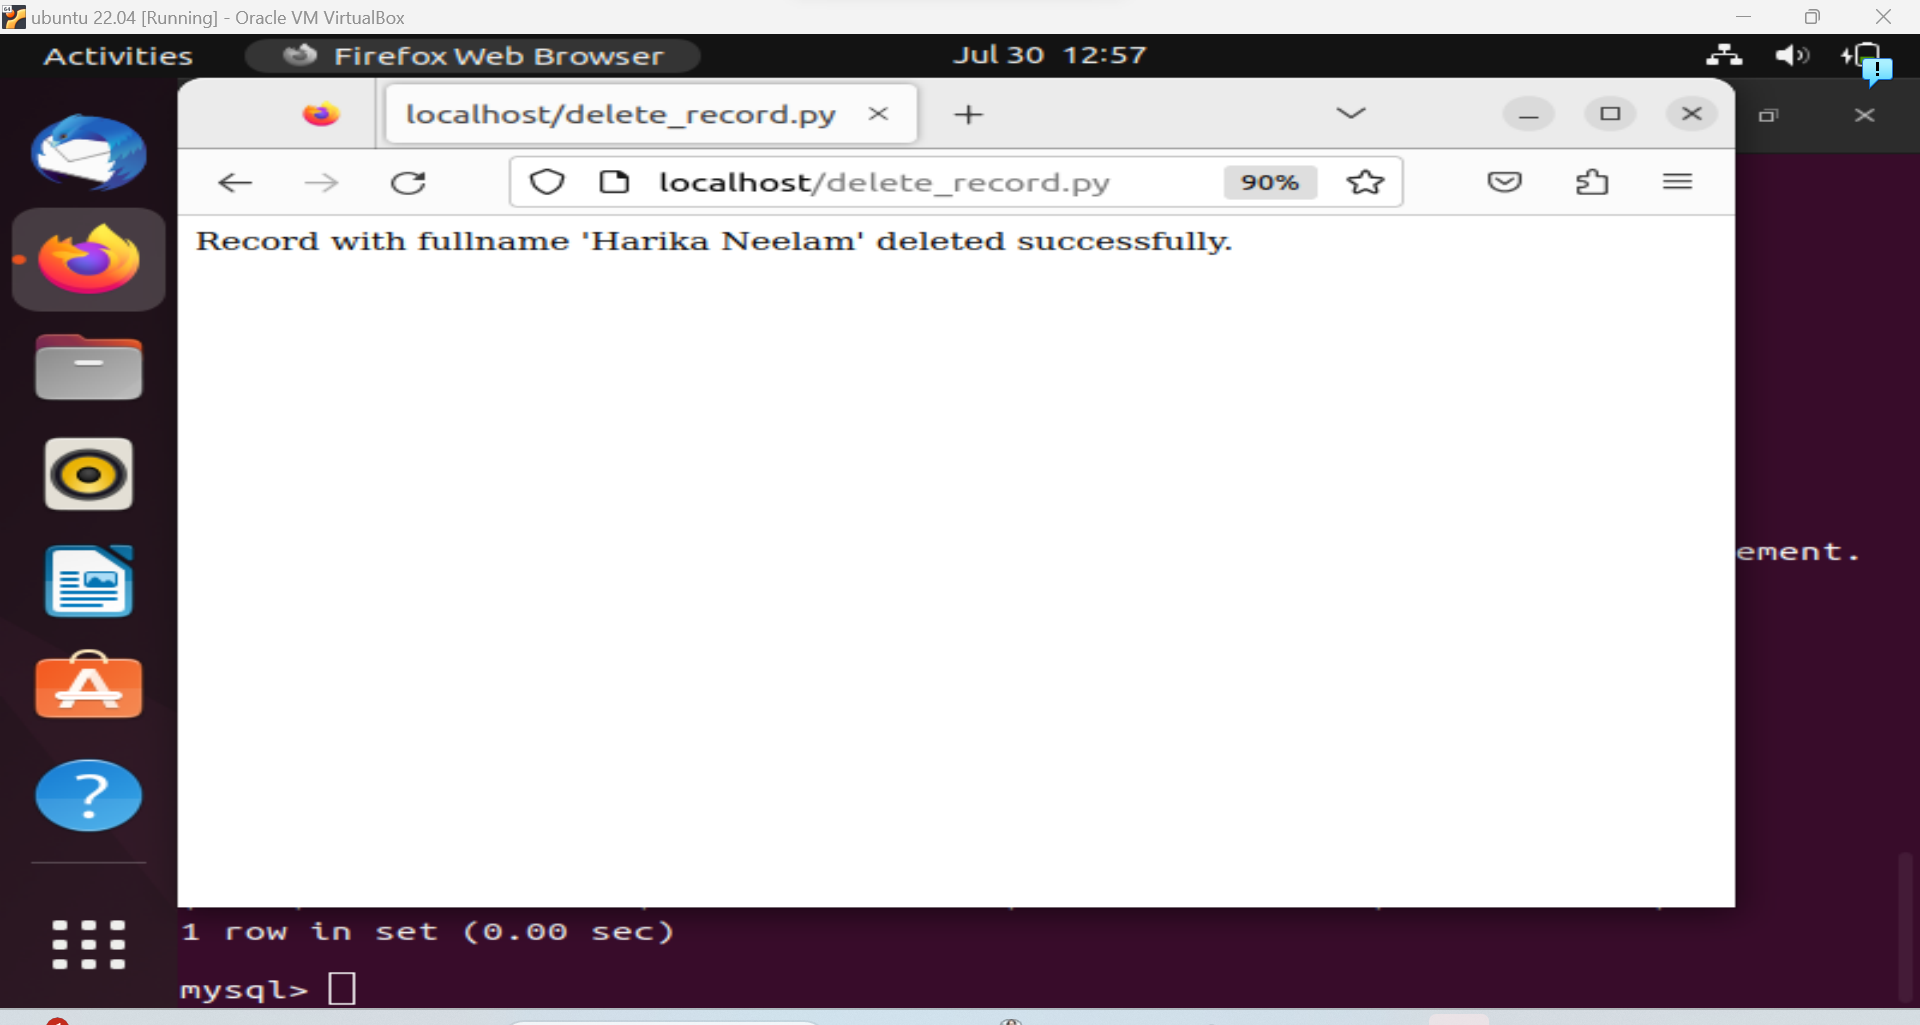 ubuntu 22.04 [Running] - Oracle VM VirtualBox
Activities
Firefox Web Browser
Jul 30 12:57
localhost/delete_record.py
localhost/delete_record.py
90%
Record with fullname 'Harika Neelam' deleted successfully.
ement.
1 row in set (0.00 sec)
mysql>